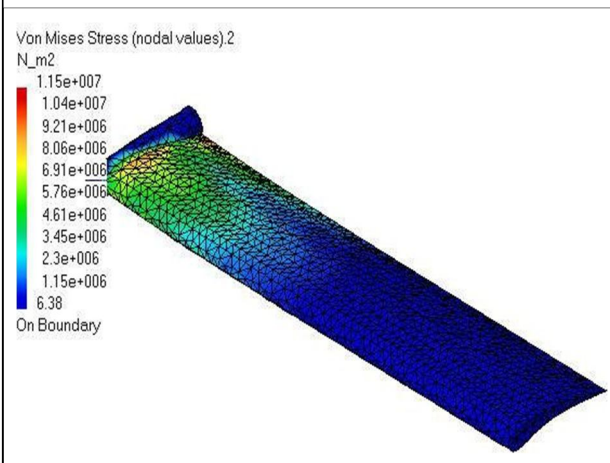 Von Mises Stress (nodal values).2
N_m2
1.15e+007
1.04e+007
9.21e+006
8.06e+006
6.91e+006
5.76e+006
4.61e+006
3.45e+006
2.3e+006
1.15e+006
6.38
On Boundary